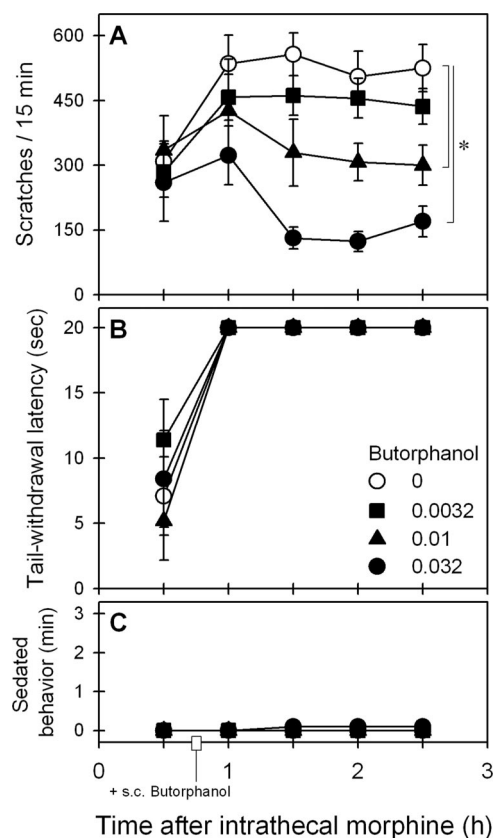 A
600
450
300
150
0
Scratches / 15 min
*
B
20
15
10
5
0
Tail-withdrawal latency (sec)
Butorphanol
0
0.0032
0.01
0.032
C
3
2
1
0
Sedated
behavior (min)
0 1 2 3
+ s.c. Butorphanol
Time after intrathecal morphine (h)